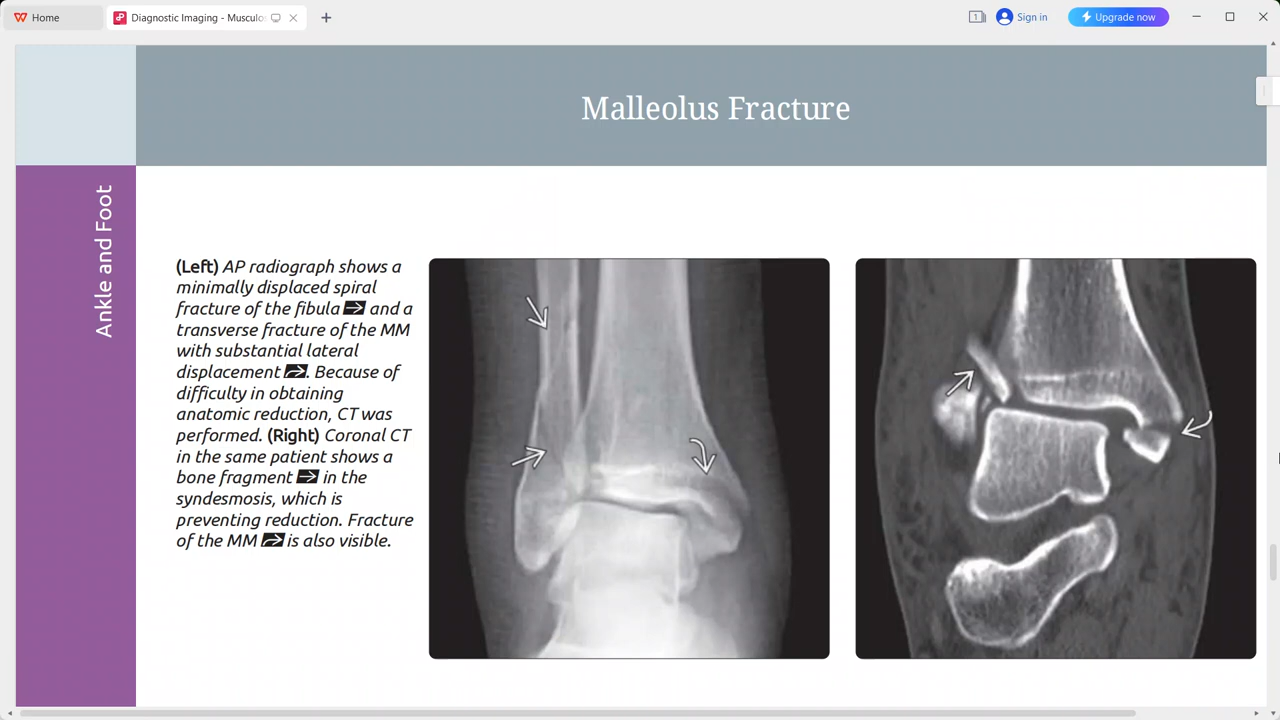 Home
Diagnostic Imaging - Musculo
1
Sign in
Upgrade now
Malleolus Fracture
Ankle and Foot
(Left) AP radiograph shows a
minimally displaced spiral
fracture of the fibula and a
transverse fracture of the MM
with substantial lateral
displacement . Because of
difficulty in obtaining
anatomic reduction, CT was
performed. (Right) Coronal CT
in the same patient shows a
bone fragment in the
syndesmosis, which is
preventing reduction. Fracture
of the MM is also visible.